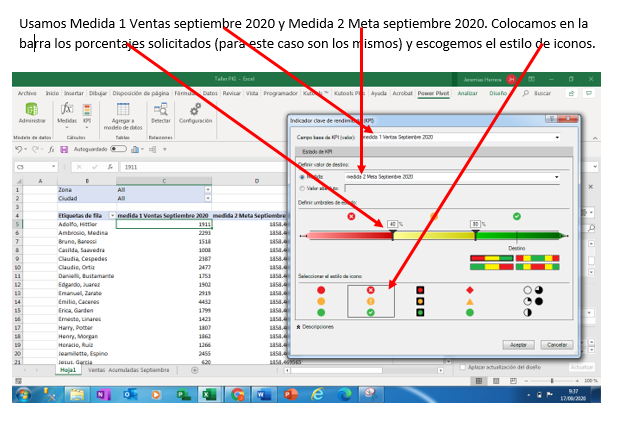 Usamos Medida 1 Ventas septiembre 2020 y Medida 2 Meta septiembre 2020. Colocamos en la
barra los porcentajes solicitados (para este caso son los mismos) y escogemos el estilo de iconos.
Taller PKI - Excel
Jeremias Herrera
Archivo Inicio Insertar Dibujar Disposición de página Fórmulas Datos Revisar Vista Programador Kutools Ayuda Acrobat Power Pivot Analizar Diseño Buscar
Administrar Medidas KPI Agregar a modelo de datos Detectar Configuración
Modelo de datos Cálculos Tablas Relaciones
Autoguardado
C5 fx 1911
A B C D
1 Zona All
2 Ciudad All
3
4 Etiquetas de fila medida 1 Ventas Septiembre 2020 medida 2 Meta Septiembre
5 Adolfo, Hittler 1911 1858.4
6 Ambrosio, Medina 2293 1858.4
7 Bruno, Baressi 1518 1858.4
8 Casilda, Saavedra 1008 1858.4
9 Claudia, Cespedes 2387 1858.4
10 Claudio, Ortiz 2477 1858.4
11 Danielli, Bustamante 1753 1858.4
12 Edgardo, Juarez 1902 1858.4
13 Emanuel, Zarate 2919 1858.4
14 Emilio, Caceres 4432 1858.4
15 Erica, Garden 1799 1858.4
16 Ernesto, Linares 1423 1858.4
17 Harry, Potter 1807 1858.4
18 Henry, Morgan 1862 1858.4
19 Horacio, Ruiz 1266 1858.4
20 Jeamilette, Espino 2455 1858.4
21 Jesus, Garcia 620
Indicador clave de rendimiento (KPI)
Campo base de KPI (valor): medida 1 Ventas Septiembre 2020
Estado de KPI
Definir valor de destino:
Medida: medida 2 Meta Septiembre 2020
Valor absoluto:
Definir umbrales de estado:
40 % 80 %
Destino
Seleccionar el estilo de icono:
Descripciones
Aceptar Cancelar
Aplazar actualización del diseño Actualizar
Hoja1 Ventas Acumuladas Septiembre
100 %
9:37
17/09/2020